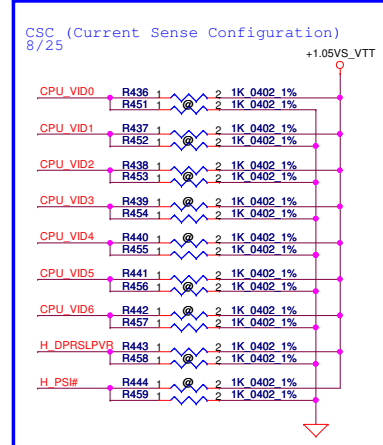 CSC (Current Sense Configuration)
8/25
+1.05VS_VTT
CPU_VID0 R436 1 2 1K_0402_1%
R451 1 @ 2 1K_0402_1%
CPU_VID1 R437 1 2 1K_0402_1%
R452 1 @ 2 1K_0402_1%
CPU_VID2 R438 1 2 1K_0402_1%
R453 1 @ 2 1K_0402_1%
CPU_VID3 R439 1 @ 2 1K_0402_1%
R454 1 2 1K_0402_1%
CPU_VID4 R440 1 @ 2 1K_0402_1%
R455 1 2 1K_0402_1%
CPU_VID5 R441 1 2 1K_0402_1%
R456 1 @ 2 1K_0402_1%
CPU_VID6 R442 1 @ 2 1K_0402_1%
R457 1 2 1K_0402_1%
H_DPRSLPVR R443 1 2 1K_0402_1%
R458 1 @ 2 1K_0402_1%
H_PSI# R444 1 @ 2 1K_0402_1%
R459 1 2 1K_0402_1%